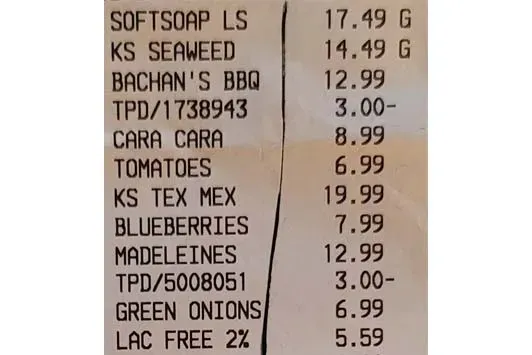 SOFTSOAP LS 17.49 G
KS SEAWEED 14.49 G
BACHAN'S BBQ 12.99
TPD/1738943 3.00-
CARA CARA 8.99
TOMATOES 6.99
KS TEX MEX 19.99
BLUEBERRIES 7.99
MADELEINES 12.99
TPD/5008051 3.00-
GREEN ONIONS 6.99
LAC FREE 2% 5.59